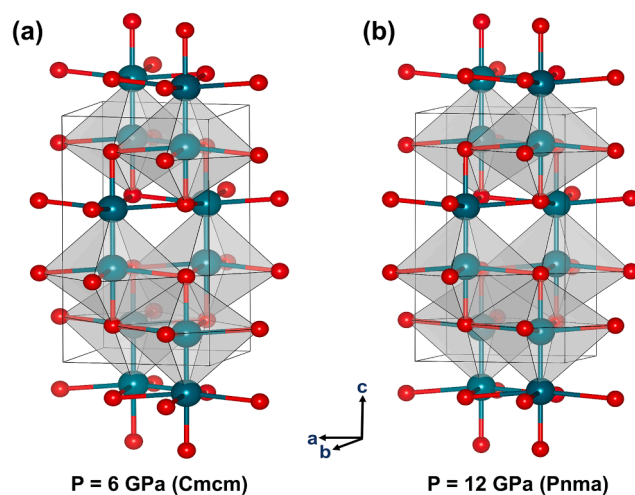 (a)
(b)
c
a
b
P = 6 GPa (Cmcm)
P = 12 GPa (Pnma)